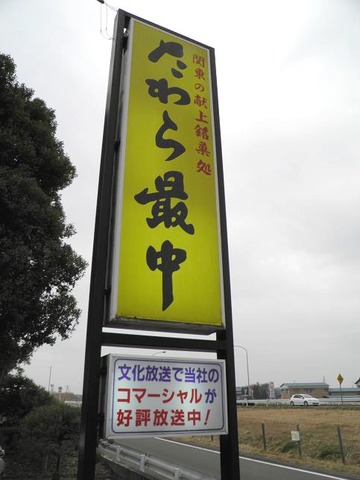 関東の献上銘菓処
たわら最中
文化放送で当社の
コマーシャルが
好評放送中!